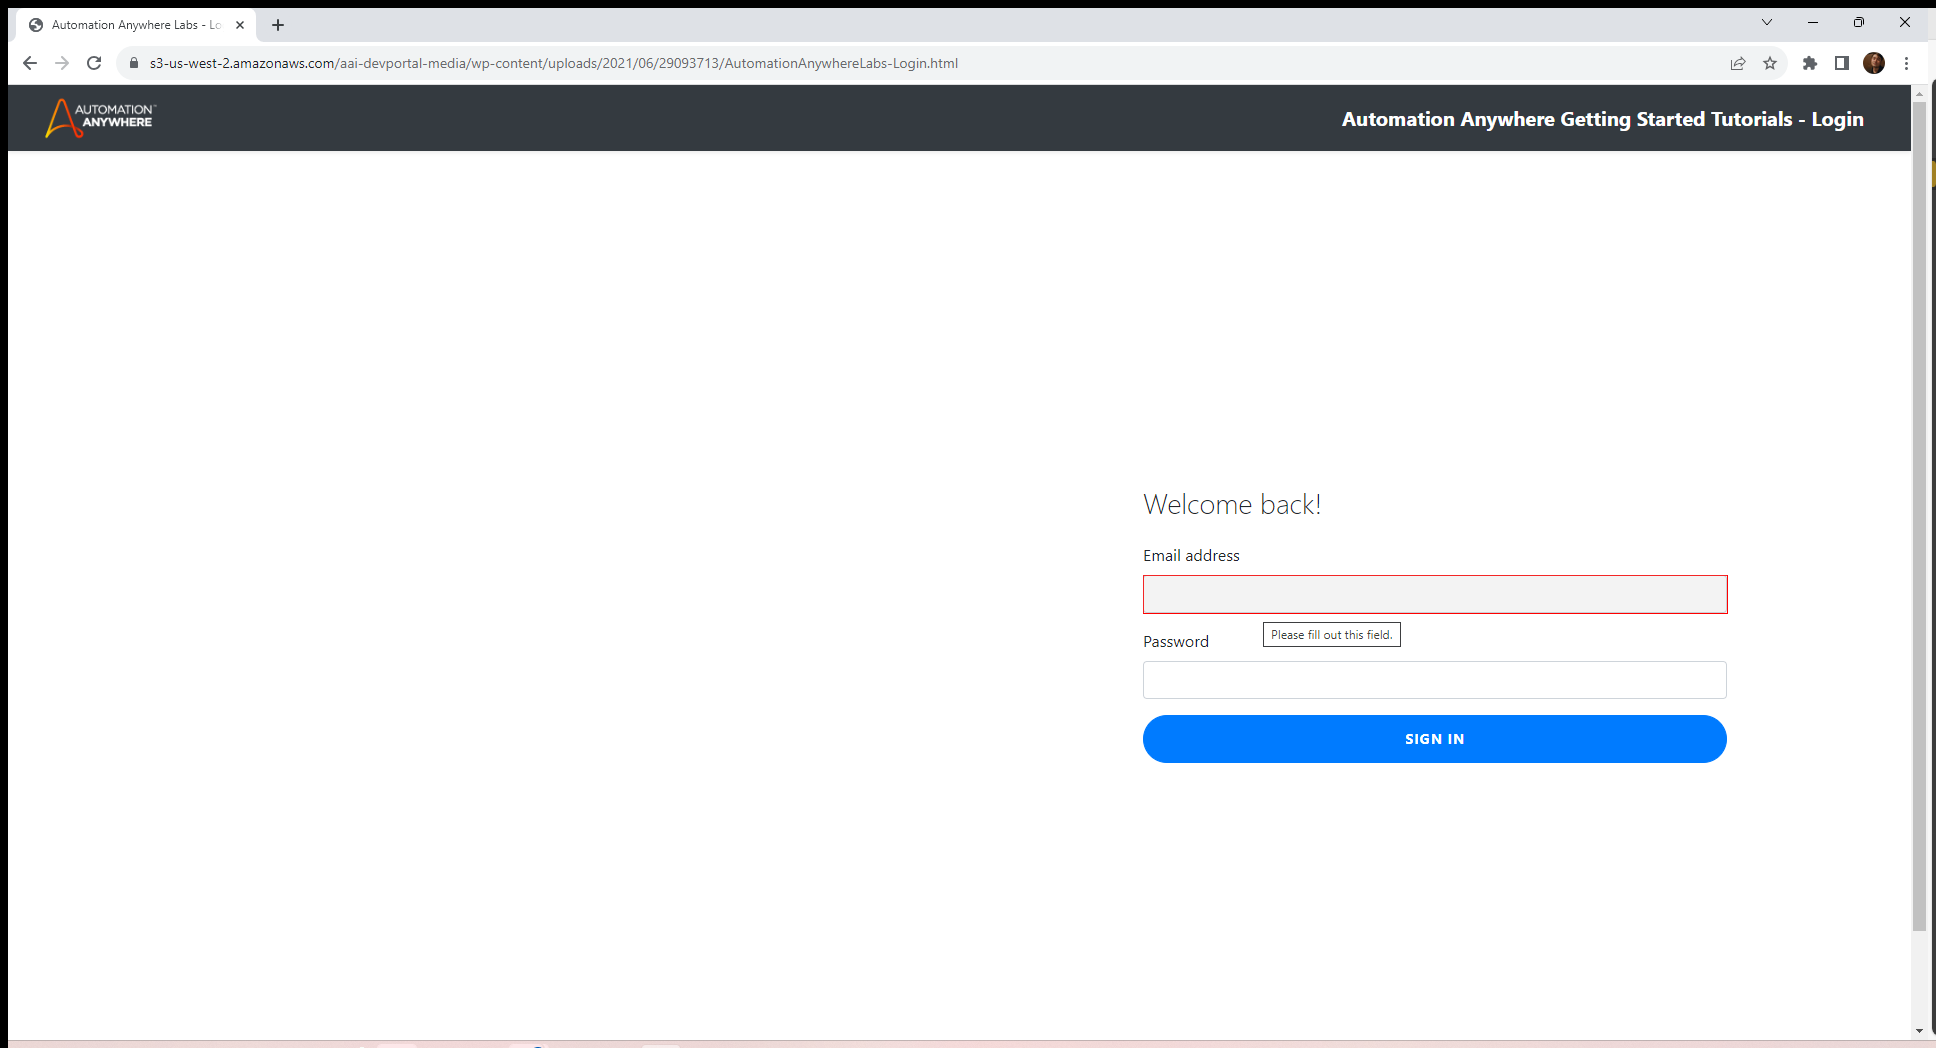 Automation Anywhere Labs - Lo
s3-us-west-2.amazonaws.com/aai-devportal-media/wp-content/uploads/2021/06/29093713/AutomationAnywhereLabs-Login.html
AUTOMATION™
ANYWHERE
Automation Anywhere Getting Started Tutorials - Login
Welcome back!
Email address
Please fill out this field.
Password
SIGN IN